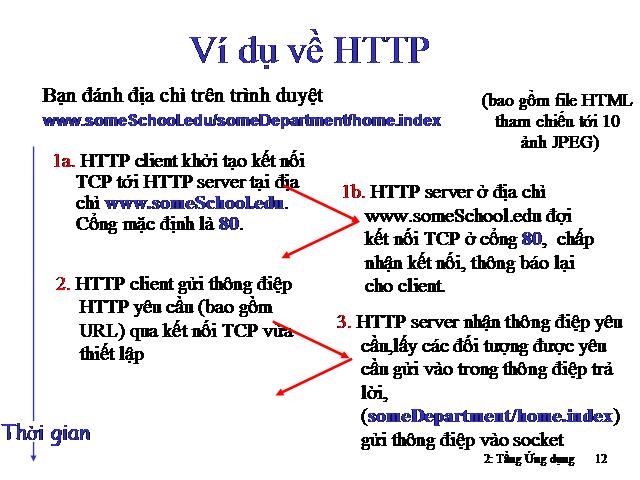 Ví dụ về HTTP
Bạn đánh địa chỉ trên trình duyệt
www.someSchool.edu/someDepartment/home.index
(bao gồm file HTML
tham chiếu tới 10
ảnh JPEG)
1a. HTTP client khởi tạo kết nối
TCP tới HTTP server tại địa
chỉ www.someSchool.edu.
Cổng mặc định là 80.
1b. HTTP server ở địa chỉ
www.someSchool.edu đợi
kết nối TCP ở cổng 80, chấp
nhận kết nối, thông báo lại
cho client.
2. HTTP client gửi thông điệp
HTTP yêu cầu (bao gồm
URL) qua kết nối TCP vừa
thiết lập
3. HTTP server nhận thông điệp yêu
cầu,lấy các đối tượng được yêu
cầu gửi vào trong thông điệp trả
lời,
(someDepartment/home.index)
gửi thông điệp vào socket
Thời gian
2: Tầng Ứng dụng 12